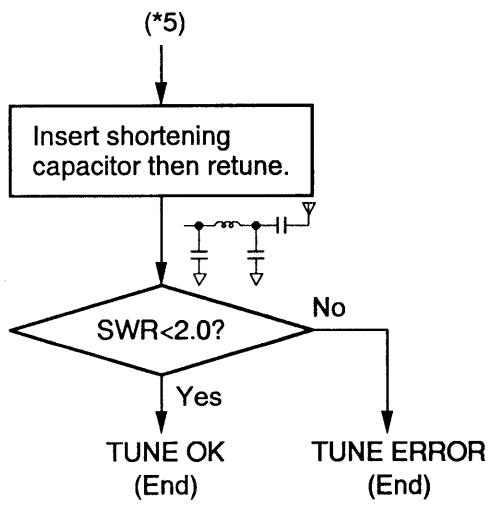 (*5)
Insert shortening
capacitor then retune.
SWR<2.0?
No
Yes
TUNE OK
(End)
TUNE ERROR
(End)